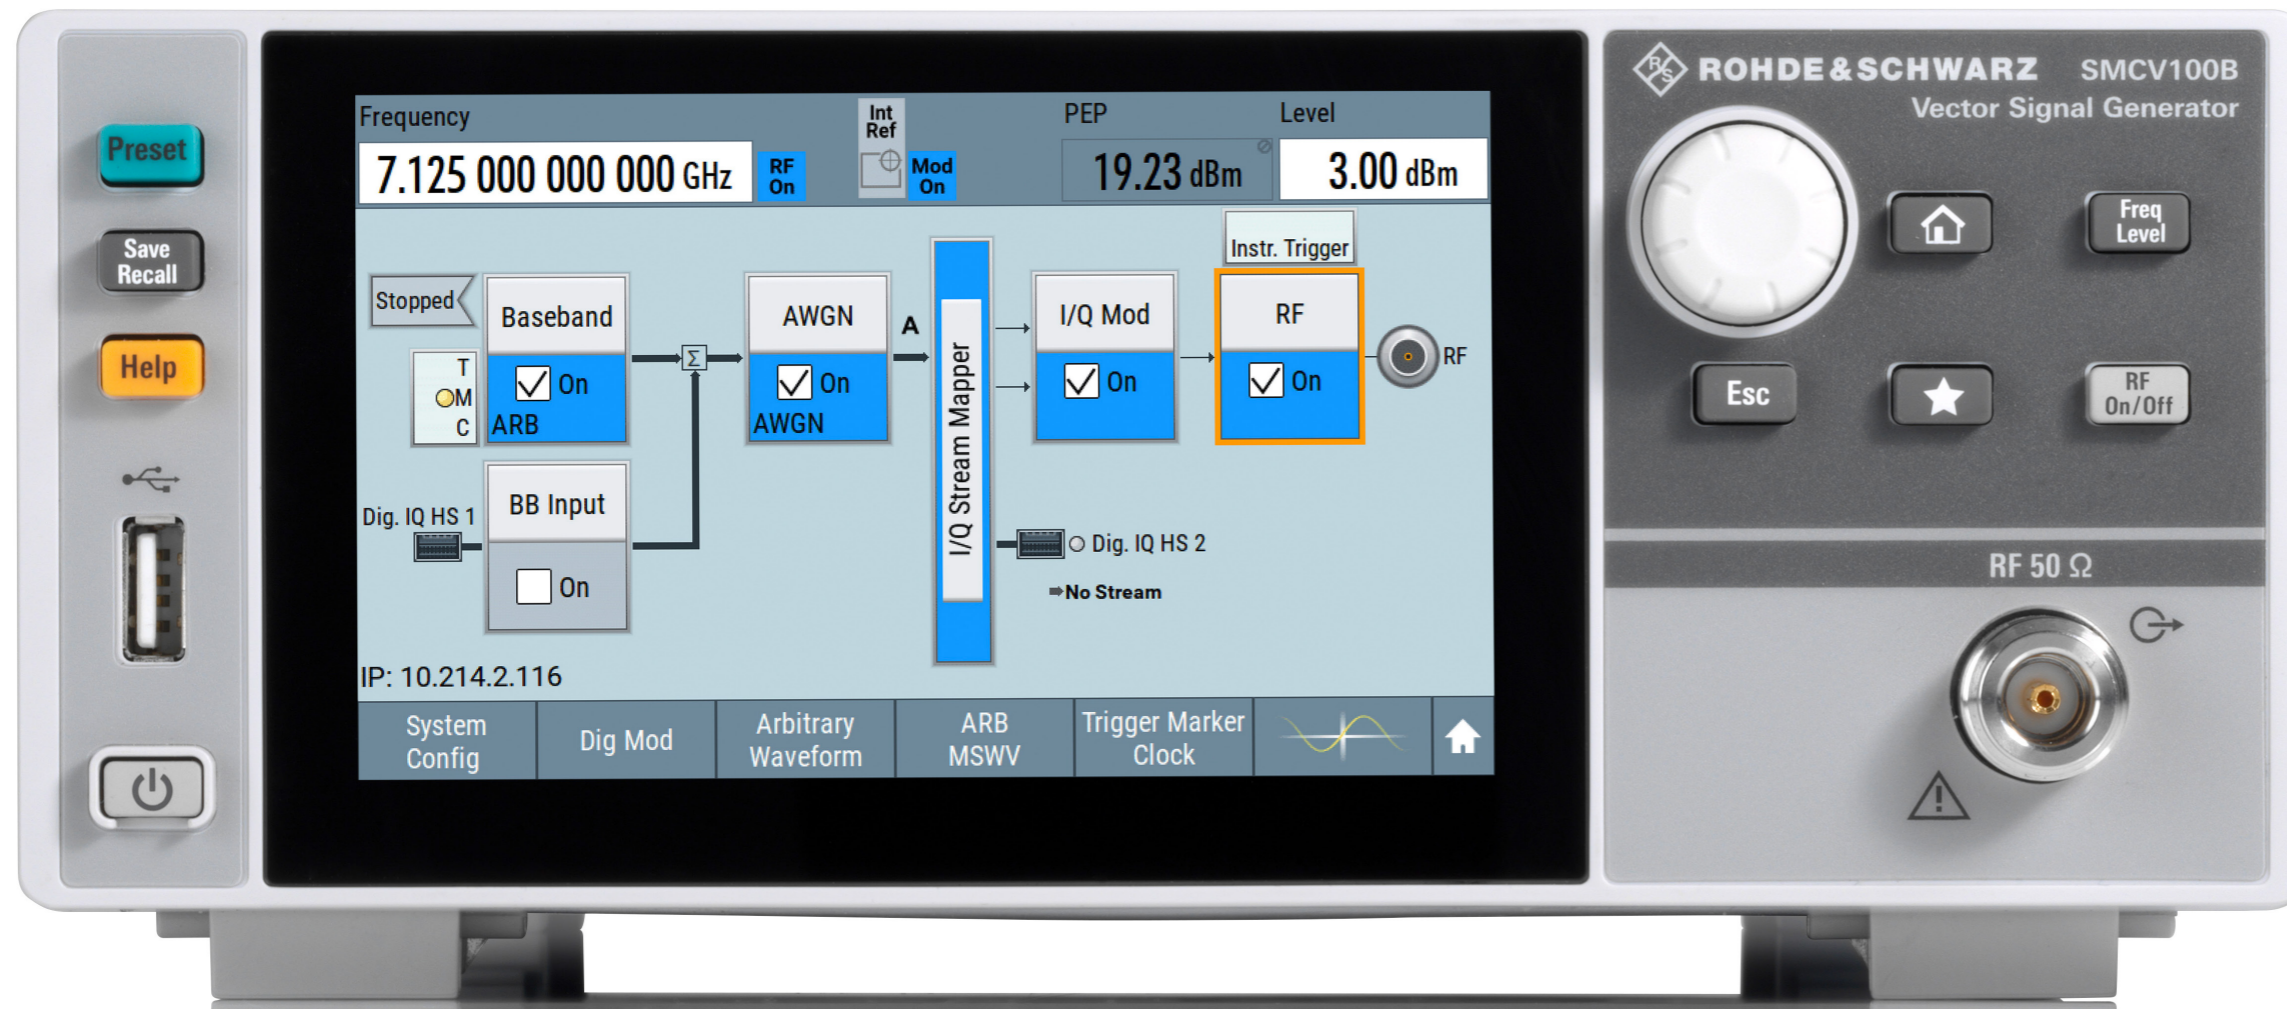 Preset
Save
Recall
Help
Frequency
7.125 000 000 000 GHz
RF
On
Int
Ref
Mod
On
PEP
19.23 dBm
Level
3.00 dBm
Instr. Trigger
Stopped
Baseband
On
ARB
T
M
C
Σ
AWGN
On
AWGN
A
I/Q Stream Mapper
I/Q Mod
On
RF
On
RF
Dig. IQ HS 1
BB Input
On
Dig. IQ HS 2
No Stream
IP: 10.214.2.116
System
Config
Dig Mod
Arbitrary
Waveform
ARB
MSWV
Trigger Marker
Clock
R S
ROHDE&SCHWARZ SMCV100B
Vector Signal Generator
Freq
Level
Esc
RF
On/Off
RF 50 Ω